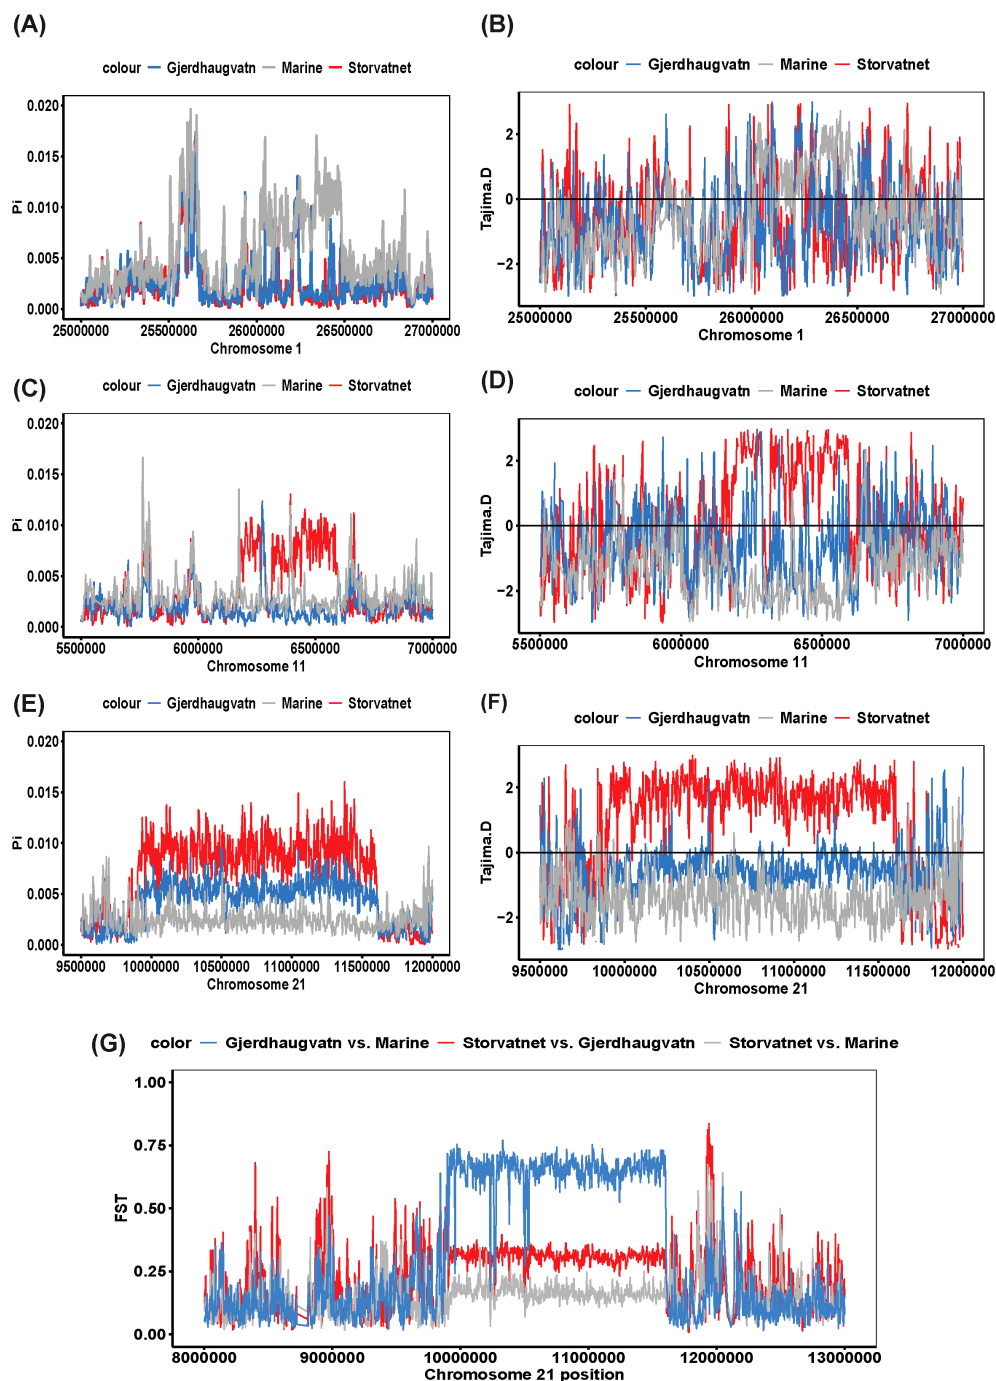 (A)
colour Gjerdhaugvatn Marine Storvatnet
0.020
0.015
0.010
0.005
0.000
Pi
25000000 25500000 26000000 26500000 27000000
Chromosome 1
(B)
colour Gjerdhaugvatn Marine Storvatnet
2
0
−2
Tajima.D
25000000 25500000 26000000 26500000 27000000
Chromosome 1
(C)
colour Gjerdhaugvatn Marine Storvatnet
0.020
0.015
0.010
0.005
0.000
Pi
5500000 6000000 6500000 7000000
Chromosome 11
(D)
colour Gjerdhaugvatn Marine Storvatnet
2
0
−2
Tajima.D
5500000 6000000 6500000 7000000
Chromosome 11
(E)
colour Gjerdhaugvatn Marine Storvatnet
0.020
0.015
0.010
0.005
0.000
Pi
9500000 10000000 10500000 11000000 11500000 12000000
Chromosome 21
(F)
colour Gjerdhaugvatn Marine Storvatnet
2
0
−2
Tajima.D
9500000 10000000 10500000 11000000 11500000 12000000
Chromosome 21
(G)
color Gjerdhaugvatn vs. Marine Storvatnet vs. Gjerdhaugvatn Storvatnet vs. Marine
1.00
0.75
0.50
0.25
0.00
FST
8000000 9000000 10000000 11000000 12000000 13000000
Chromosome 21 position